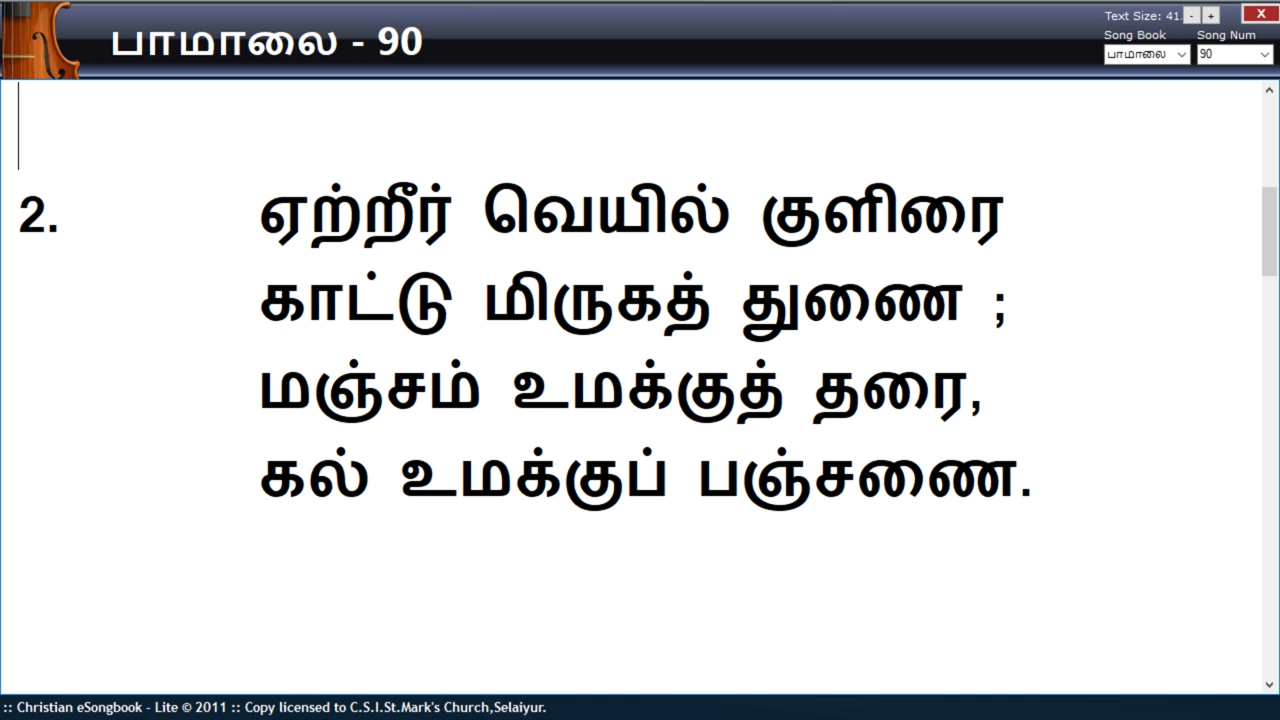 பாமாலை - 90
Text Size: 41. - +
X
Song Book
Song Num
பாமாலை
90
2. ஏற்றீர் வெயில் குளிரை
காட்டு மிருகத் துணை ;
மஞ்சம் உமக்குத் தரை,
கல் உமக்குப் பஞ்சணை.
:: Christian eSongbook - Lite © 2011 :: Copy licensed to C.S.I.St.Mark's Church,Selaiyur.